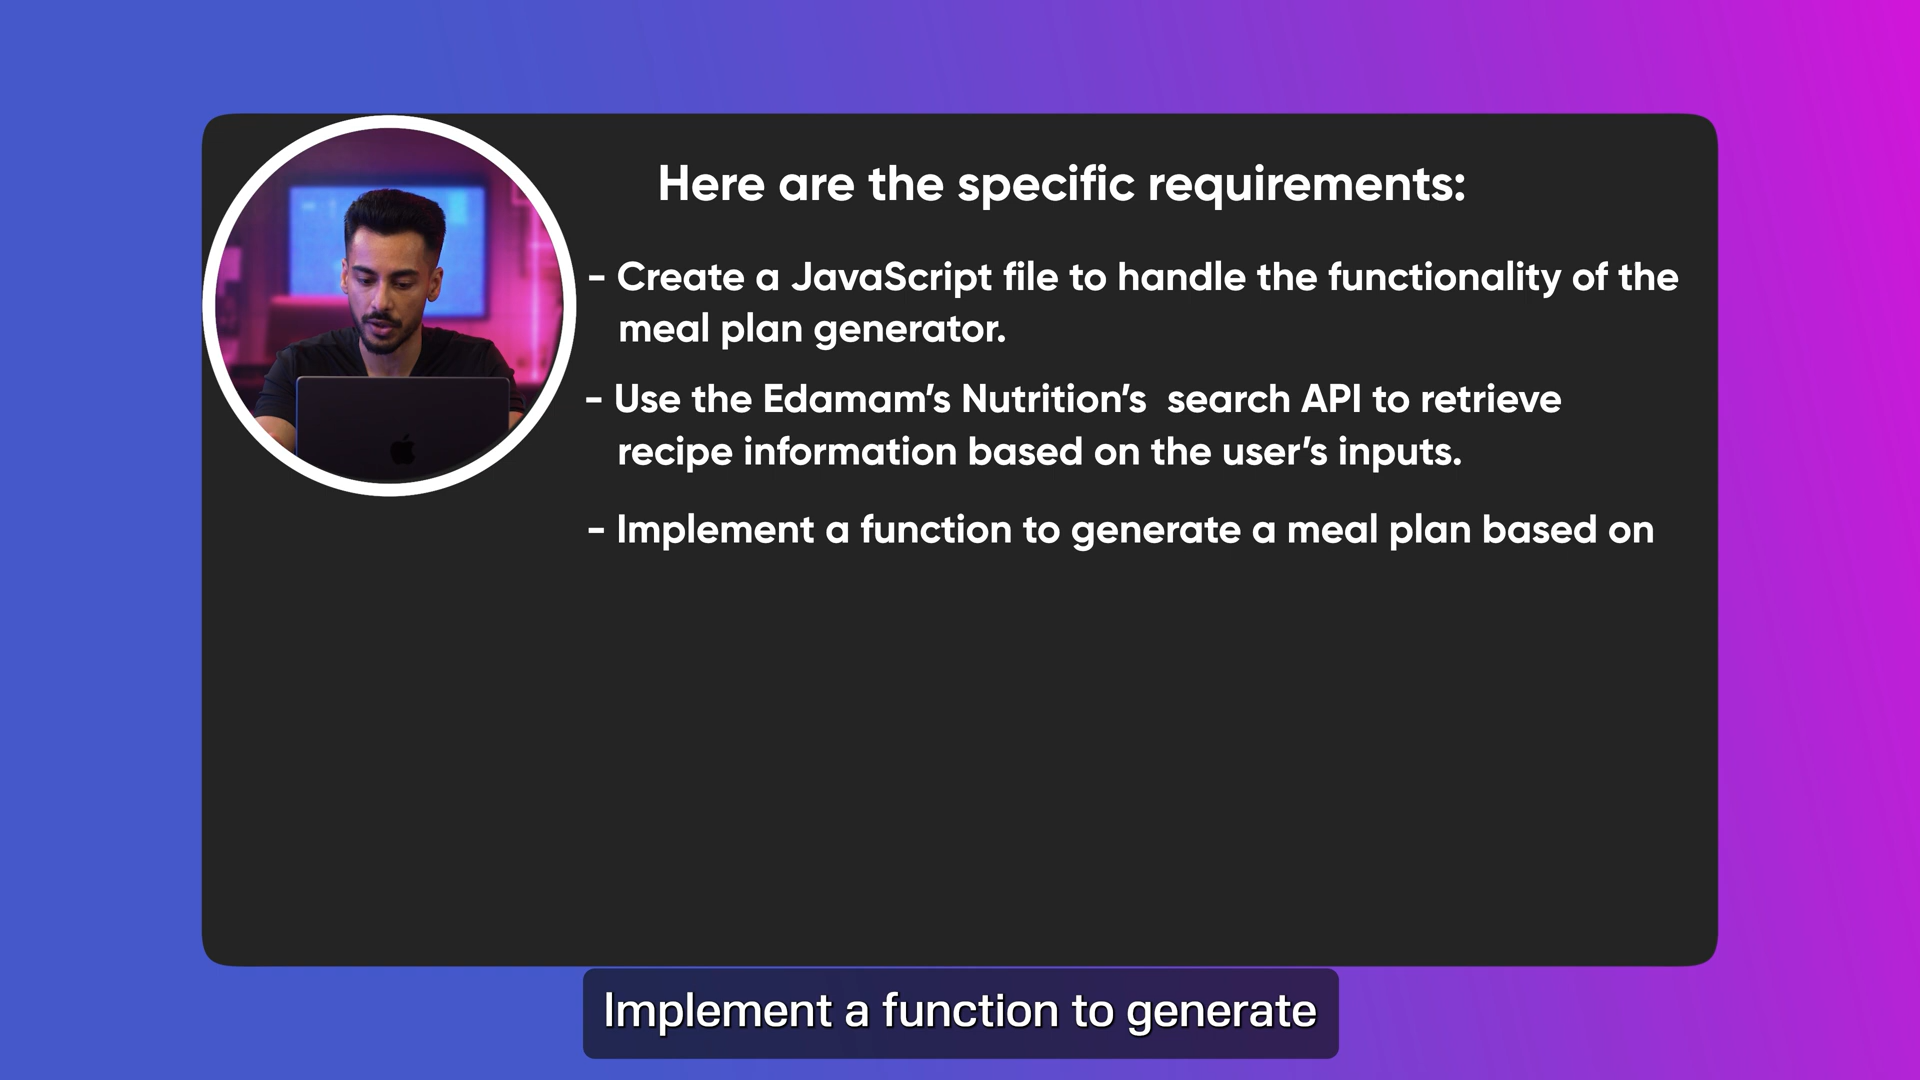 Here are the specific requirements:
- Create a JavaScript file to handle the functionality of the
meal plan generator.
- Use the Edamam’s Nutrition’s  search API to retrieve
recipe information based on the user’s inputs.
- Implement a function to generate a meal plan based on
Implement a function to generate